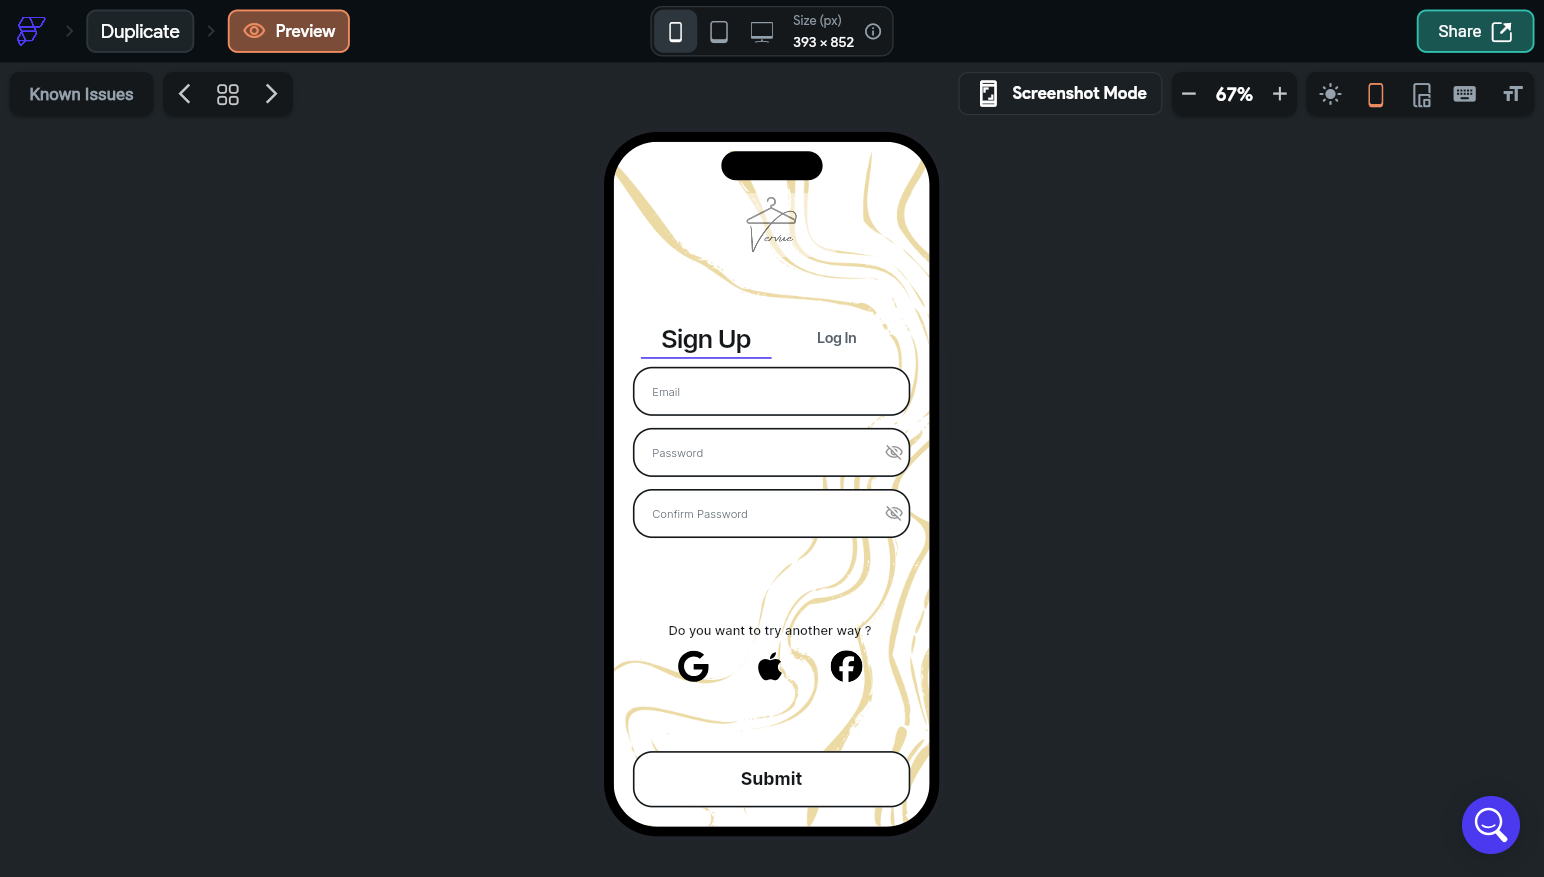 Duplicate
Preview
Size (px)
393 × 852
Share
Known Issues
Screenshot Mode
67%
Vervue
Sign Up
Log In
Email
Password
Confirm Password
Do you want to try another way ?
Submit